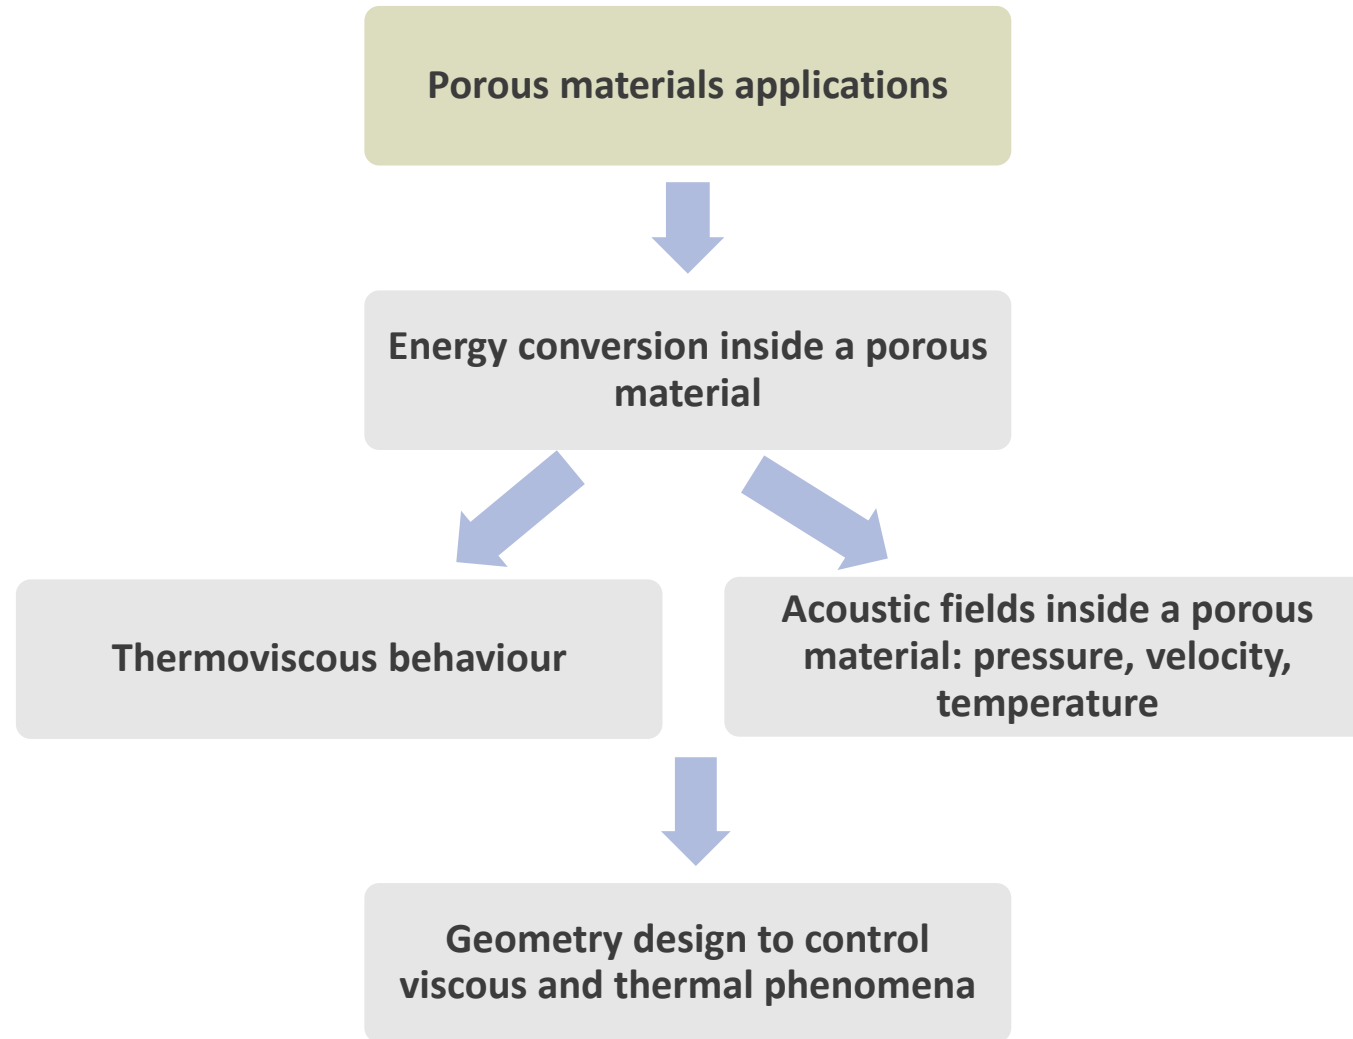 Porous materials applications
Energy conversion inside a porous
material
Thermoviscous behaviour
Acoustic fields inside a porous
material: pressure, velocity,
temperature
Geometry design to control
viscous and thermal phenomena